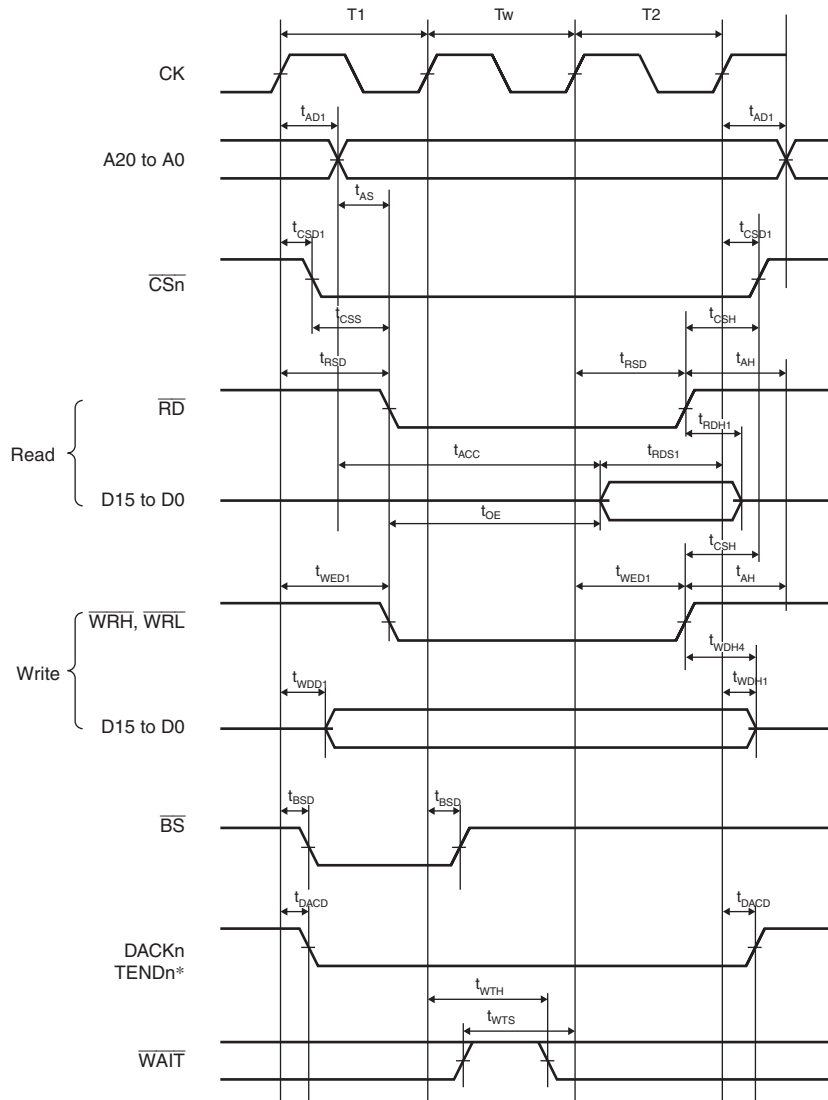 T1 Tw T2
CK
tAD1 tAD1
A20 to A0
tAS
tCSD1 tCSD1
CSn
tCSS tCSH
tRSD tRSD tAH
RD
tRDH1
Read
tACC tRDS1
D15 to D0
tOE
tCSH
tWED1 tWED1 tAH
WRH, WRL
tWDH4
Write
tWDD1 tWDH1
D15 to D0
tBSD tBSD
BS
tDACD tDACD
DACKn
TENDn*
tWTH
tWTS
WAIT